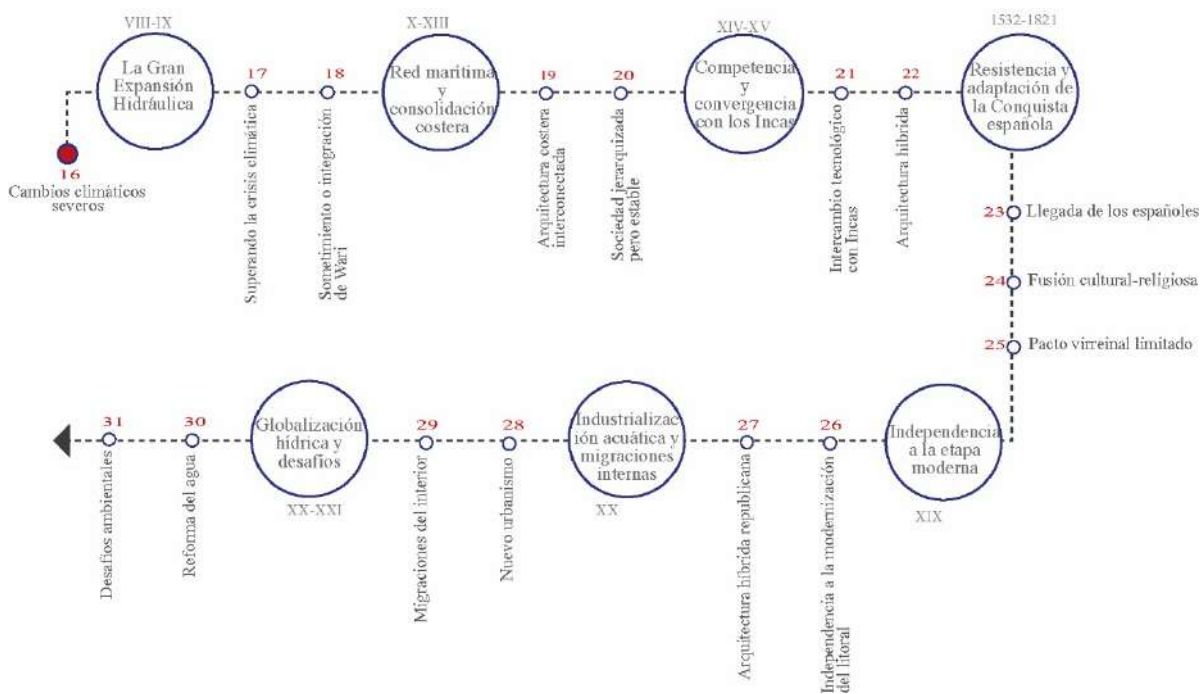 VIII-IX
La Gran
Expansión
Hidráulica
16
Cambios climáticos
severos
17
Superando la crisis climática
18
Sometimiento o integración
de Wari
X-XIII
Red marítima
y
consolidación
costera
19
Arquitectura costera
interconectada
20
Sociedad jerarquizada
pero estable
XIV-XV
Competencia
y
convergencia
con los Incas
21
Intercambio tecnológico
con Incas
22
Arquitectura híbrida
1532-1821
Resistencia y
adaptación de
la Conquista
española
23
Llegada de los españoles
24
Fusión cultural-religiosa
25
Pacto virreinal limitado
Independencia
a la etapa
moderna
XIX
26
Independencia a la modernización
del litoral
27
Arquitectura híbrida republicana
Industrializac
ión acuática y
migraciones
internas
XX
28
Nuevo urbanismo
29
Migraciones del interior
Globalización
hídrica y
desafíos
XX-XXI
30
Reforma del agua
31
Desafíos ambientales